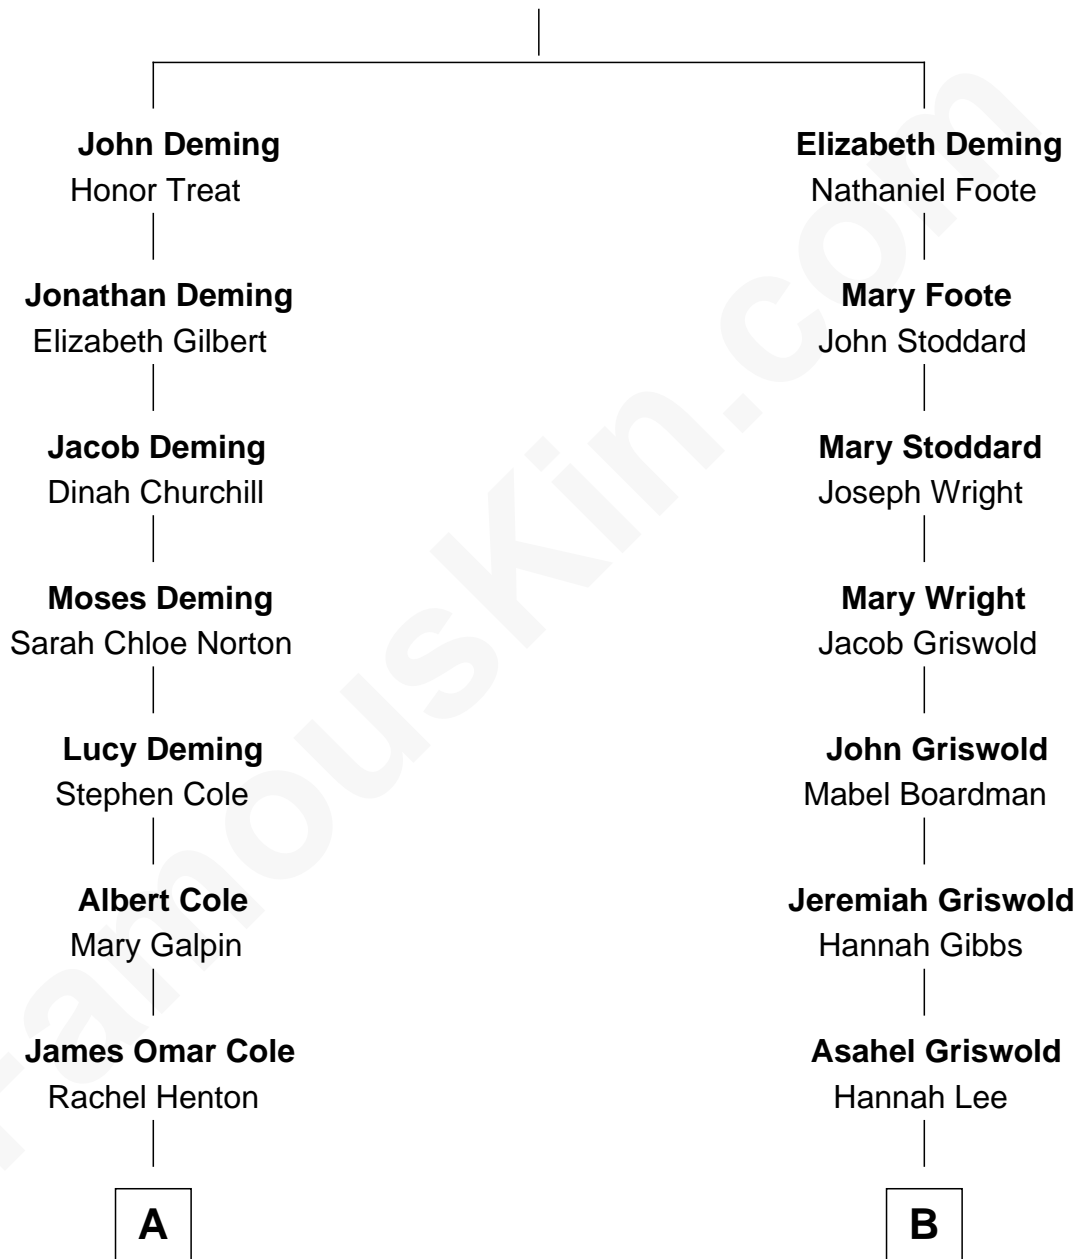 John Deming
Honor Treat
Jonathan Deming
Elizabeth Gilbert
Jacob Deming
Dinah Churchill
Moses Deming
Sarah Chloe Norton
Lucy Deming
Stephen Cole
Albert Cole
Mary Galpin
James Omar Cole
Rachel Henton
A
Elizabeth Deming
Nathaniel Foote
Mary Foote
John Stoddard
Mary Stoddard
Joseph Wright
Mary Wright
Jacob Griswold
John Griswold
Mabel Boardman
Jeremiah Griswold
Hannah Gibbs
Asahel Griswold
Hannah Lee
B
FamousKin.com